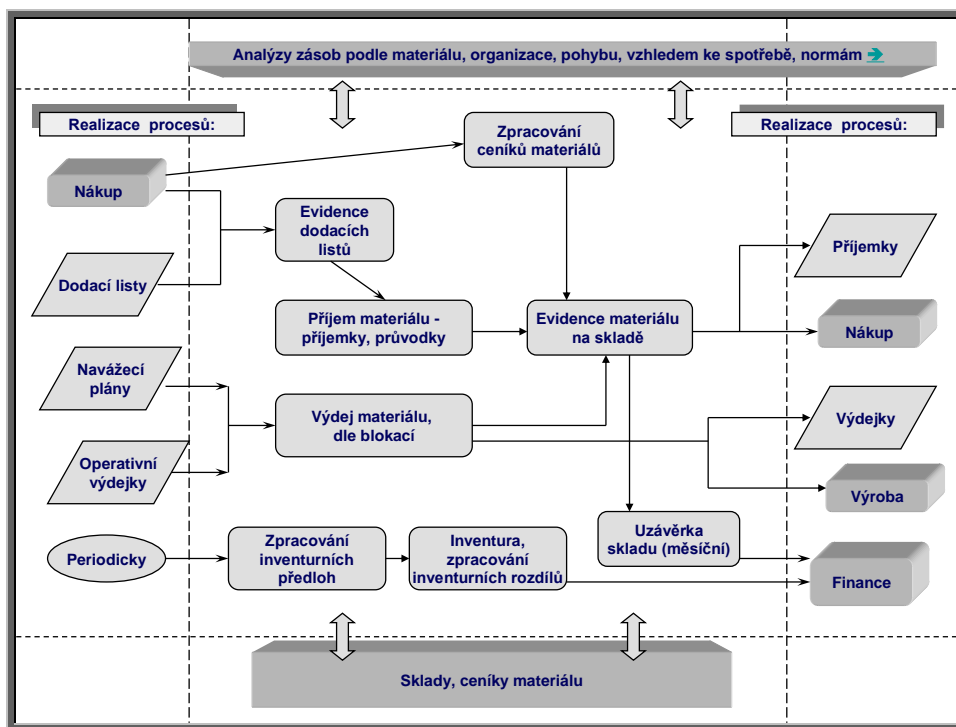 Analýzy zásob podle materiálu, organizace, pohybu, vzhledem ke spotřebě, normám
Realizace procesů:
Realizace procesů:
Zpracování
ceníků materiálů
Nákup
Evidence
dodacích
listů
Příjemky
Dodací listy
Příjem materiálu -
příjemky, průvodky
Evidence materiálu
na skladě
Nákup
Navážecí
plány
Výdej materiálu,
dle blokací
Výdejky
Operativní
výdejky
Výroba
Uzávěrka
skladu (měsíční)
Periodicky
Zpracování
inventurních
předloh
Inventura,
zpracování
inventurních rozdílů
Finance
Sklady, ceníky materiálu